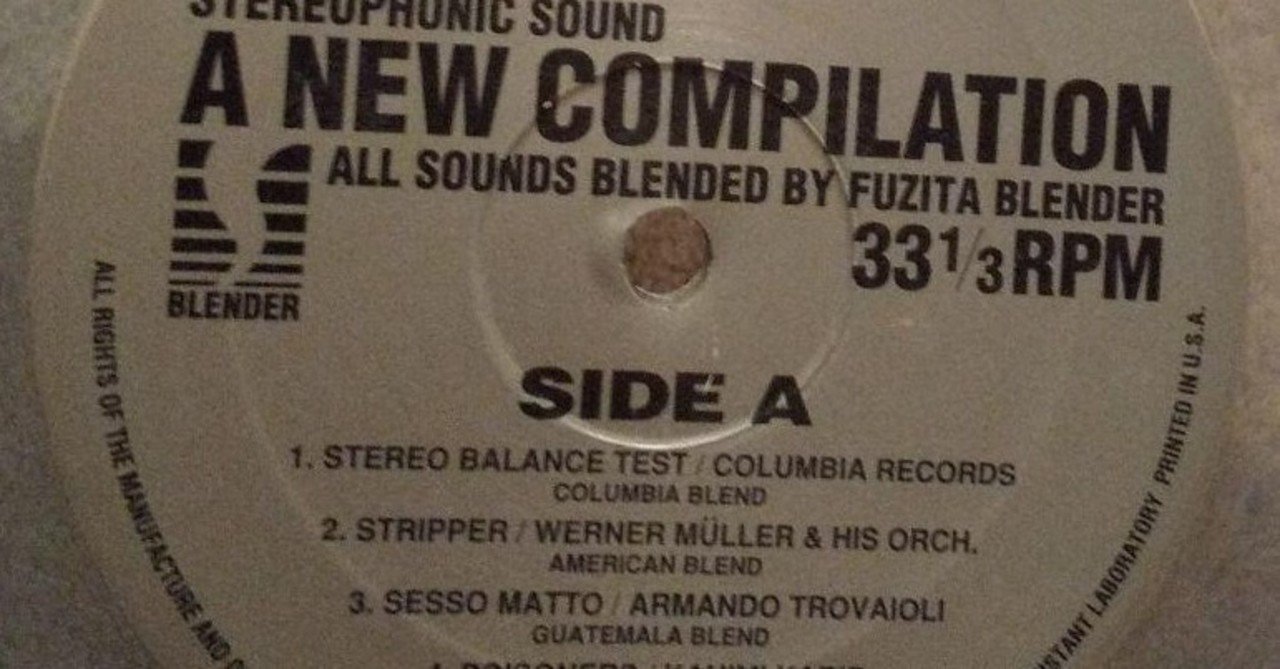 STEREOPHONIC SOUND
A NEW COMPILATION
ALL SOUNDS BLENDED BY FUZITA BLENDER
33 1/3 RPM
BLENDER
SIDE A
1. STEREO BALANCE TEST / COLUMBIA RECORDS
COLUMBIA BLEND
2. STRIPPER / WERNER MÜLLER & HIS ORCH.
AMERICAN BLEND
3. SESSO MATTO / ARMANDO TROVAIOLI
GUATEMALA BLEND
ALL RIGHTS OF THE MANUFACTURE AND
LABORATORY PRINTED IN U.S.A.